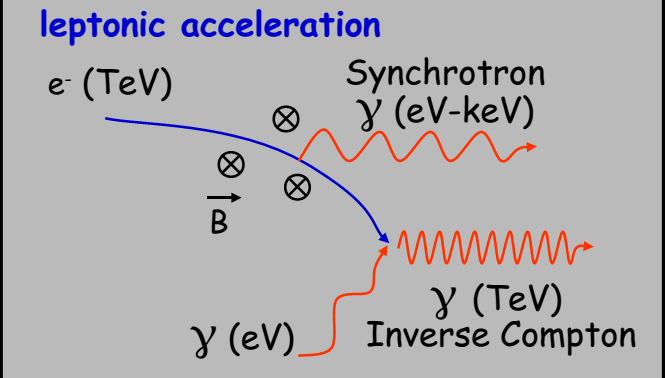 leptonic acceleration
e- (TeV)
Synchrotron
γ (eV-keV)
B
γ (TeV)
Inverse Compton
γ (eV)